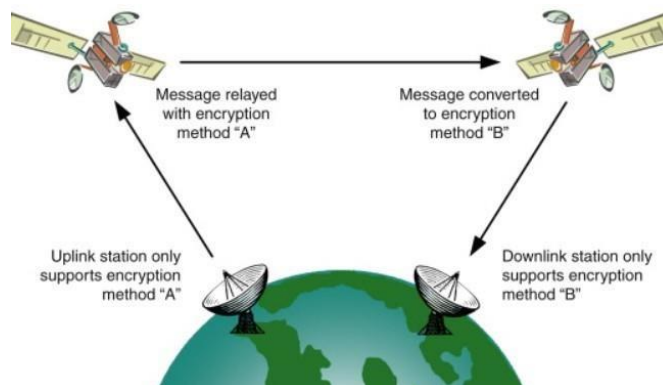 Message relayed
with encryption
method “A”
Message converted
to encryption
method “B”
Uplink station only
supports encryption
method “A”
Downlink station only
supports encryption
method “B”